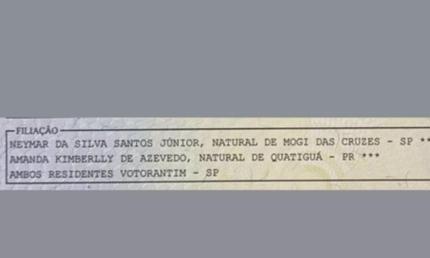 FILIAÇÃO
NEYMAR DA SILVA SANTOS JÚNIOR, NATURAL DE MOGI DAS CRUZES - SP **
AMANDA KIMBERLLY DE AZEVEDO, NATURAL DE QUATIGUÁ - PR ***
AMBOS RESIDENTES VOTORANTIM - SP